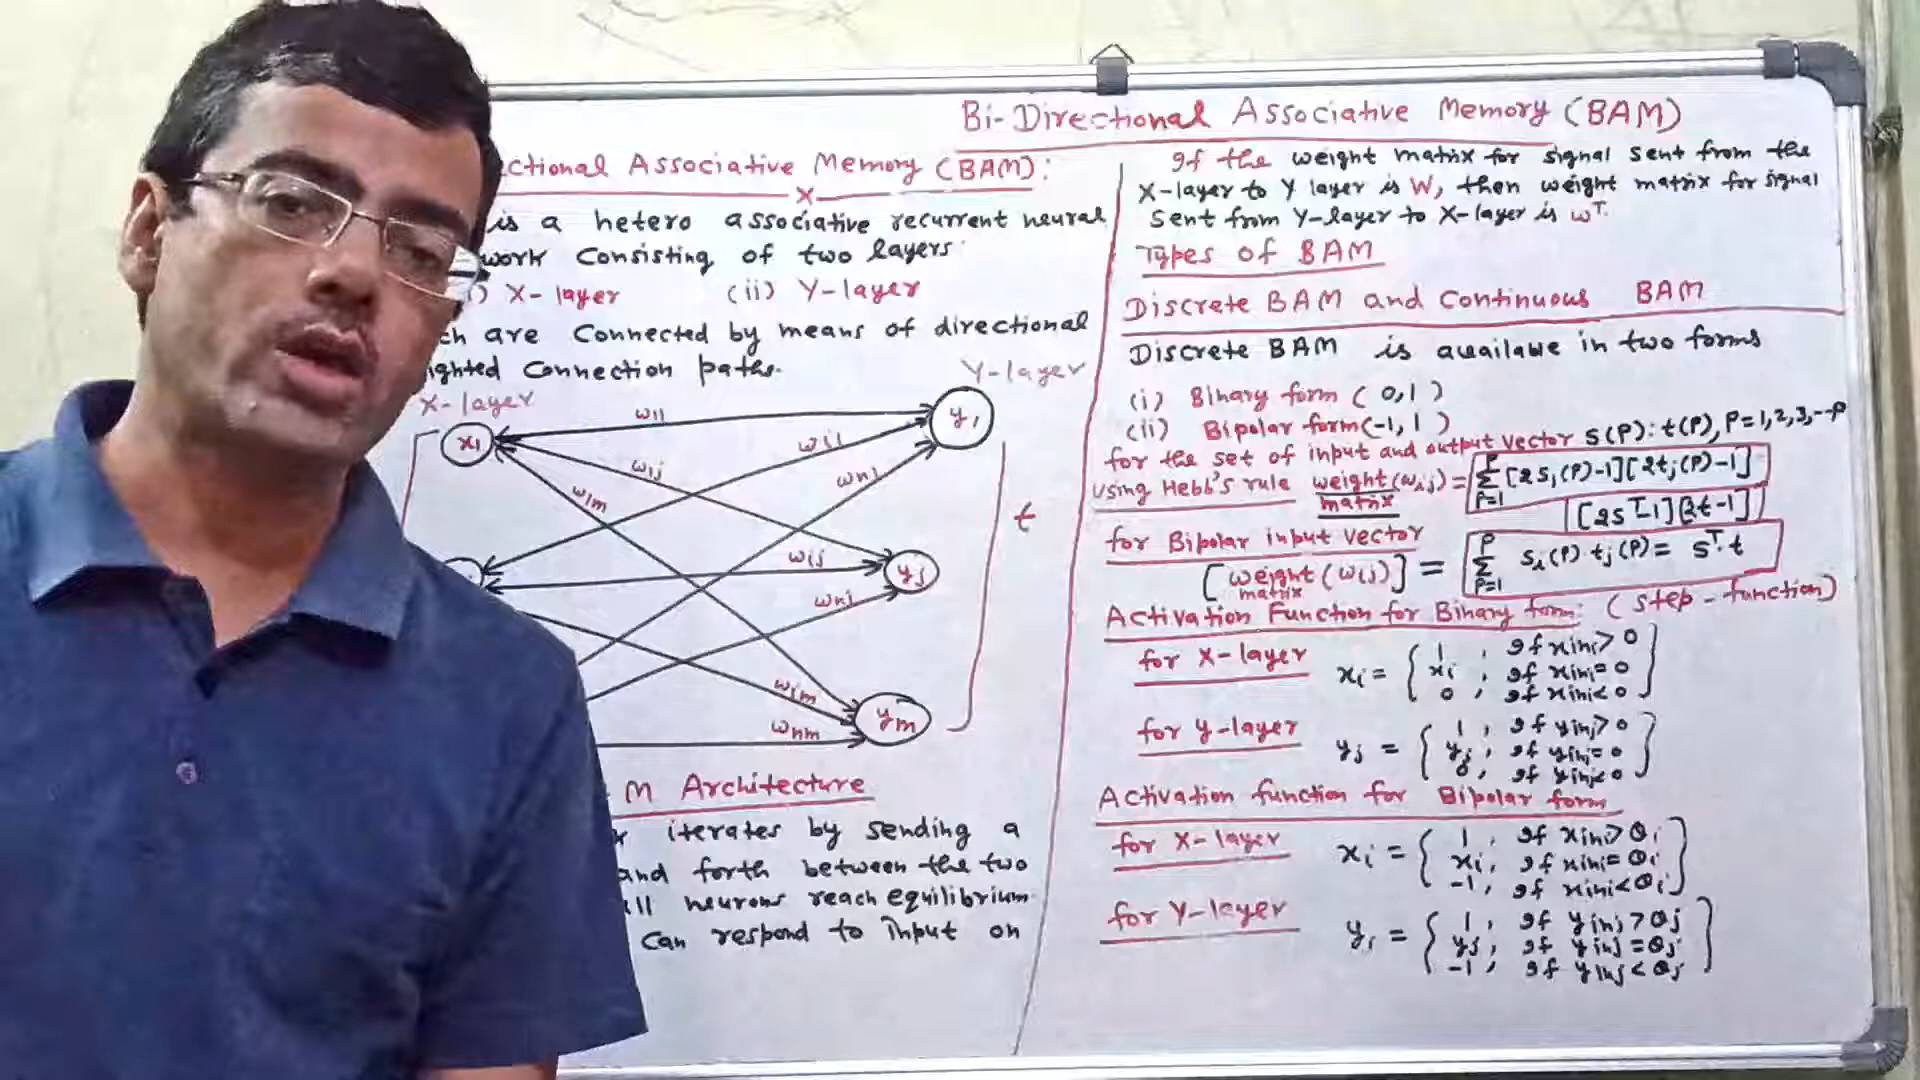 Bi-Directional Associative Memory (BAM)
ctional Associative Memory (BAM):
x
is a hetero associative recurrent neural
work Consisting of two layers
i) X-layer (ii) Y-layer
ch are Connected by means of directional
ighted Connection paths.
X-layer Y-layer
x1 w11 y1
wi1
w1j wn1
w1m
t
wij yj
wnj
wim
ym
wnm
M Architecture
iterates by sending a
and forth between the two
ll neurons reach equilibrium
Can respond to Input on
If the weight matrix for signal sent from the
X-layer to Y layer is W, then weight matrix for signal
Sent from Y-layer to X-layer is wᵀ.
Types of BAM
Discrete BAM and Continuous BAM
Discrete BAM is available in two forms
(i) Binary form ( 0,1 )
(ii) Bipolar form(-1, 1 )
for the set of input and output vector S(P): t(P), P=1,2,3,--P
using Hebb's rule weight (wij) = Σ [2si(P)-1][2tj(P)-1]
matrix P=1
[2sᵀ-1][2t-1]
for Bipolar input vector
[weight (wij)] = Σ si(P) tj(P) = sᵀ. t
matrix P=1
Activation Function for Binary form: ( step-function)
for X-layer xi = { 1, If xini > 0
xi, If xini = 0
0, If xini < 0
for y-layer yj = { 1, If yinj > 0
yj, If yinj = 0
0, If yinj < 0
Activation function for Bipolar form
for X-layer xi = { 1, If xini > θi
xi, If xini = θi
-1, If xini < θi
for Y-layer yj = { 1, If yinj > θj
yj, If yinj = θj
-1, If yinj < θj